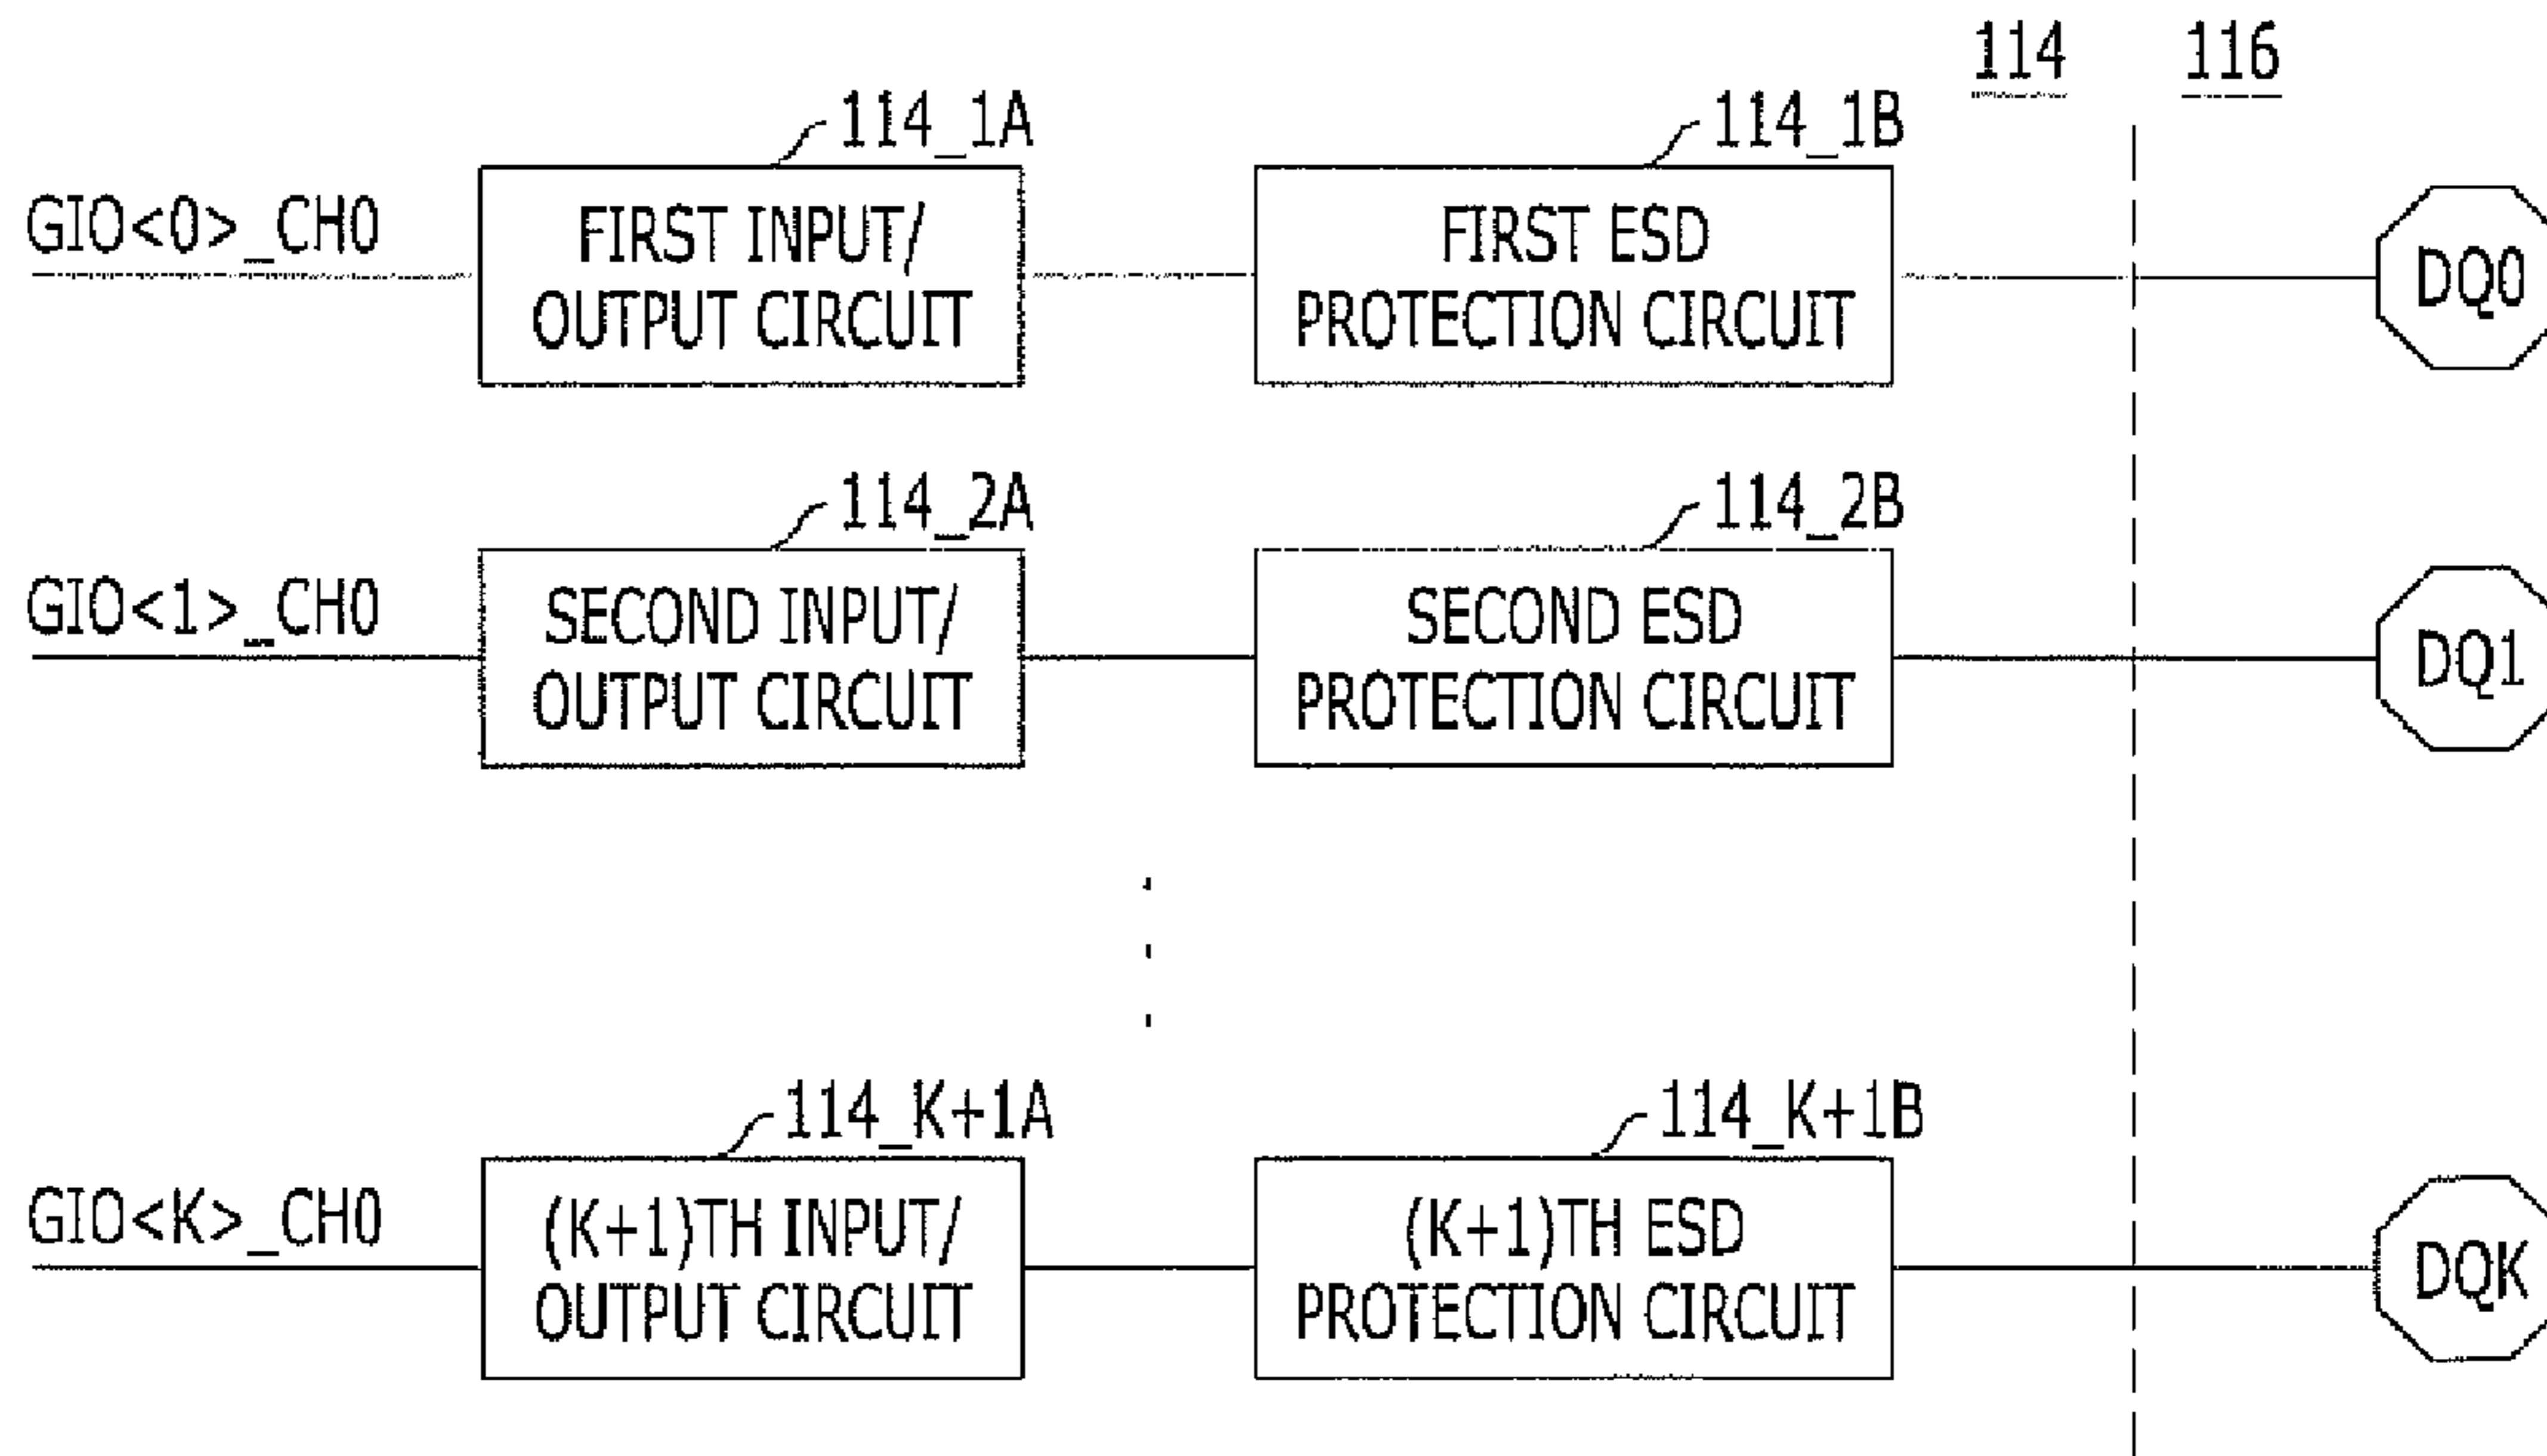 114 116
114_1A 114_1B
GIO<0>_CH0
FIRST INPUT/
OUTPUT CIRCUIT
FIRST ESD
PROTECTION CIRCUIT
DQ0
114_2A 114_2B
GIO<1>_CH0
SECOND INPUT/
OUTPUT CIRCUIT
SECOND ESD
PROTECTION CIRCUIT
DQ1
114_K+1A 114_K+1B
GIO<K>_CH0
(K+1)TH INPUT/
OUTPUT CIRCUIT
(K+1)TH ESD
PROTECTION CIRCUIT
DQK